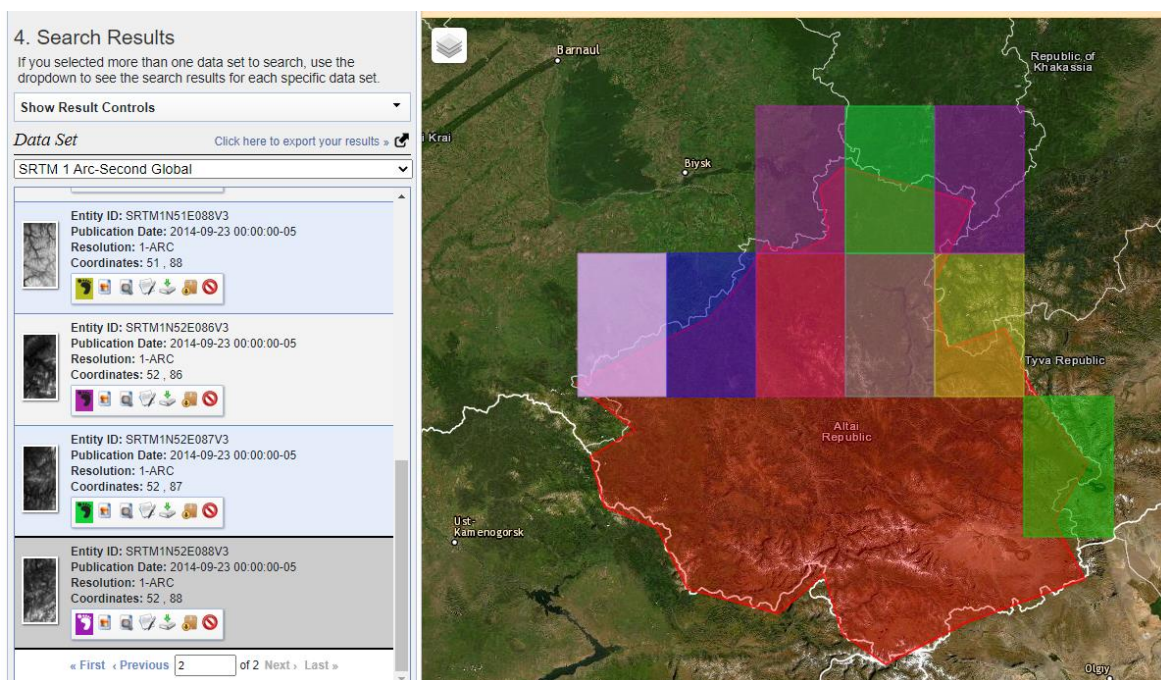 4. Search Results
If you selected more than one data set to search, use the
dropdown to see the search results for each specific data set.
Show Result Controls
Data Set
Click here to export your results »
SRTM 1 Arc-Second Global
Entity ID: SRTM1N51E088V3
Publication Date: 2014-09-23 00:00:00-05
Resolution: 1-ARC
Coordinates: 51 , 88
Entity ID: SRTM1N52E086V3
Publication Date: 2014-09-23 00:00:00-05
Resolution: 1-ARC
Coordinates: 52 , 86
Entity ID: SRTM1N52E087V3
Publication Date: 2014-09-23 00:00:00-05
Resolution: 1-ARC
Coordinates: 52 , 87
Entity ID: SRTM1N52E088V3
Publication Date: 2014-09-23 00:00:00-05
Resolution: 1-ARC
Coordinates: 52 , 88
« First ‹ Previous 2 of 2 Next › Last »
Barnaul
Republic of
Khakassia
i Krai
Biysk
Tyva Republic
Altai
Republic
Ust-
Kamenogorsk
Olgiy